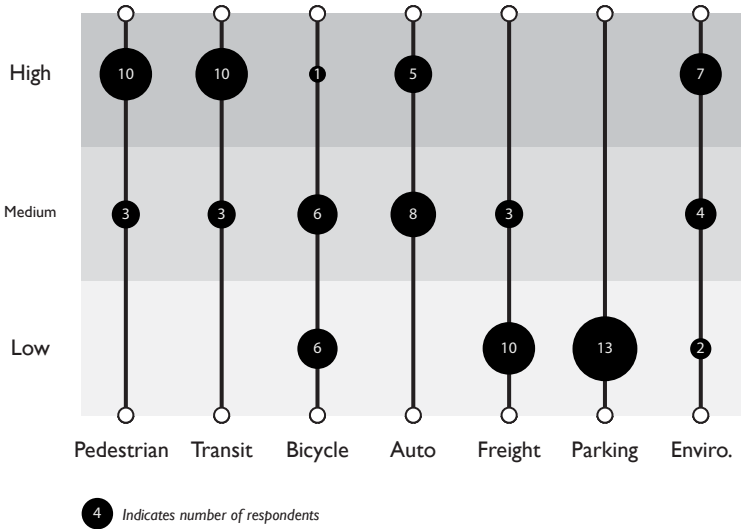 High 10 10 1 5 7
Medium 3 3 6 8 3 4
Low 6 10 13 2
Pedestrian Transit Bicycle Auto Freight Parking Enviro.
4 Indicates number of respondents